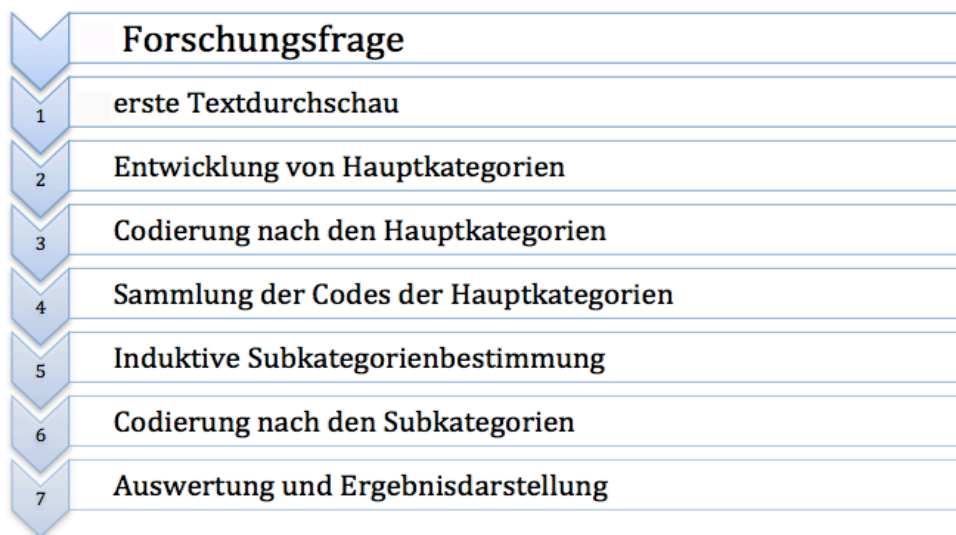 Forschungsfrage
1 erste Textdurchschau
2 Entwicklung von Hauptkategorien
3 Codierung nach den Hauptkategorien
4 Sammlung der Codes der Hauptkategorien
5 Induktive Subkategorienbestimmung
6 Codierung nach den Subkategorien
7 Auswertung und Ergebnisdarstellung